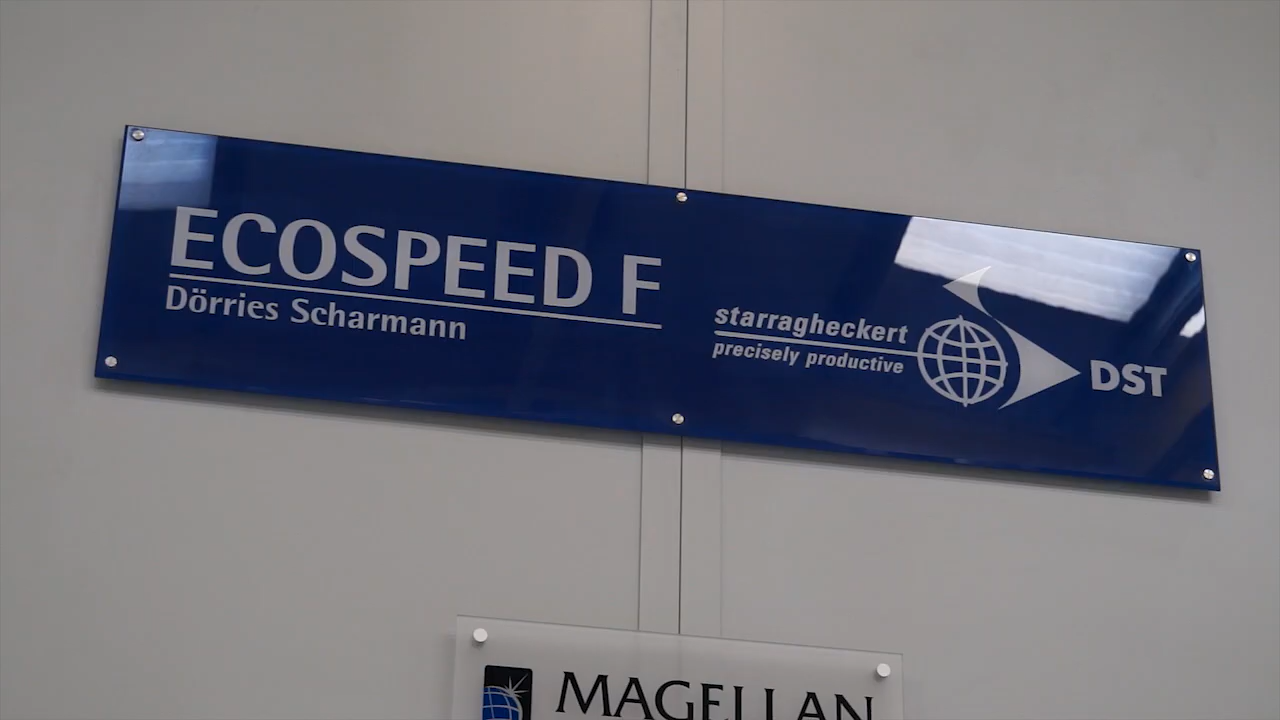 ECOSPEED F
Dörries Scharmann
starragheckert
precisely productive
DST
MAGELLAN